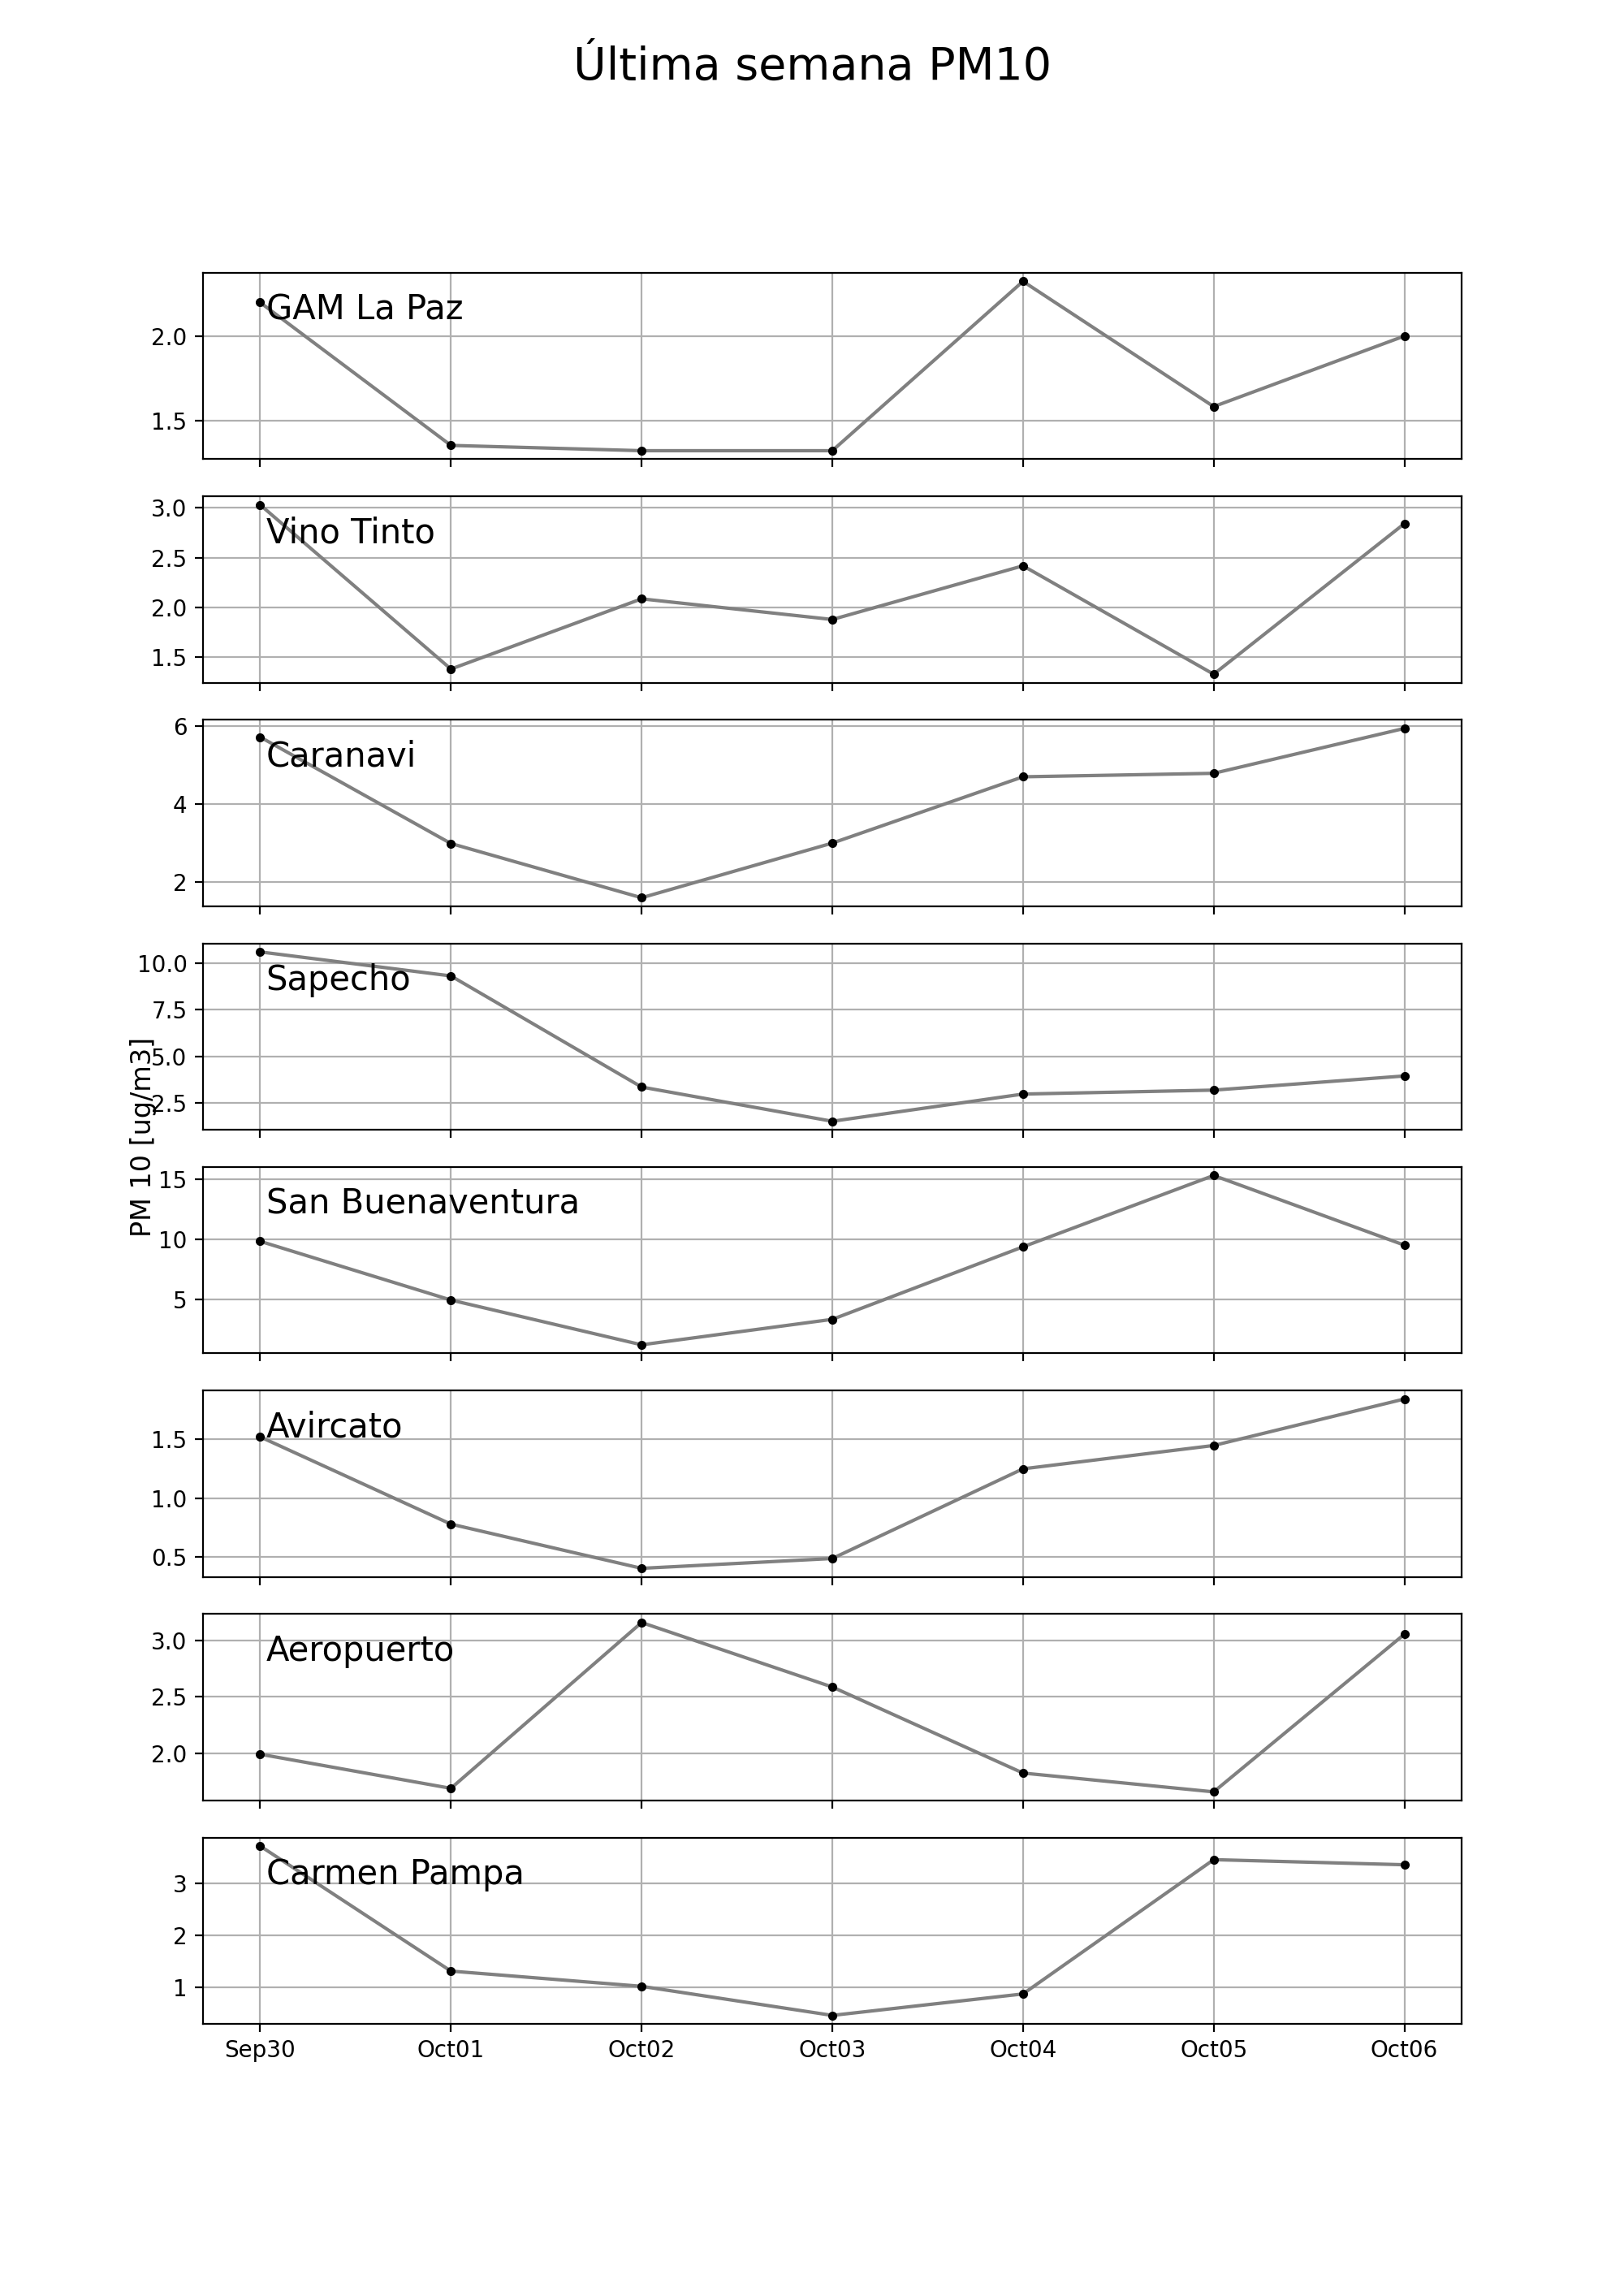 Última semana PM10
GAM La Paz
2.0
1.5
Vino Tinto
3.0
2.5
2.0
1.5
Caranavi
6
4
2
Sapecho
10.0
7.5
5.0
2.5
PM 10 [ug/m3]
San Buenaventura
15
10
5
Avircato
1.5
1.0
0.5
Aeropuerto
3.0
2.5
2.0
Carmen Pampa
3
2
1
Sep30 Oct01 Oct02 Oct03 Oct04 Oct05 Oct06